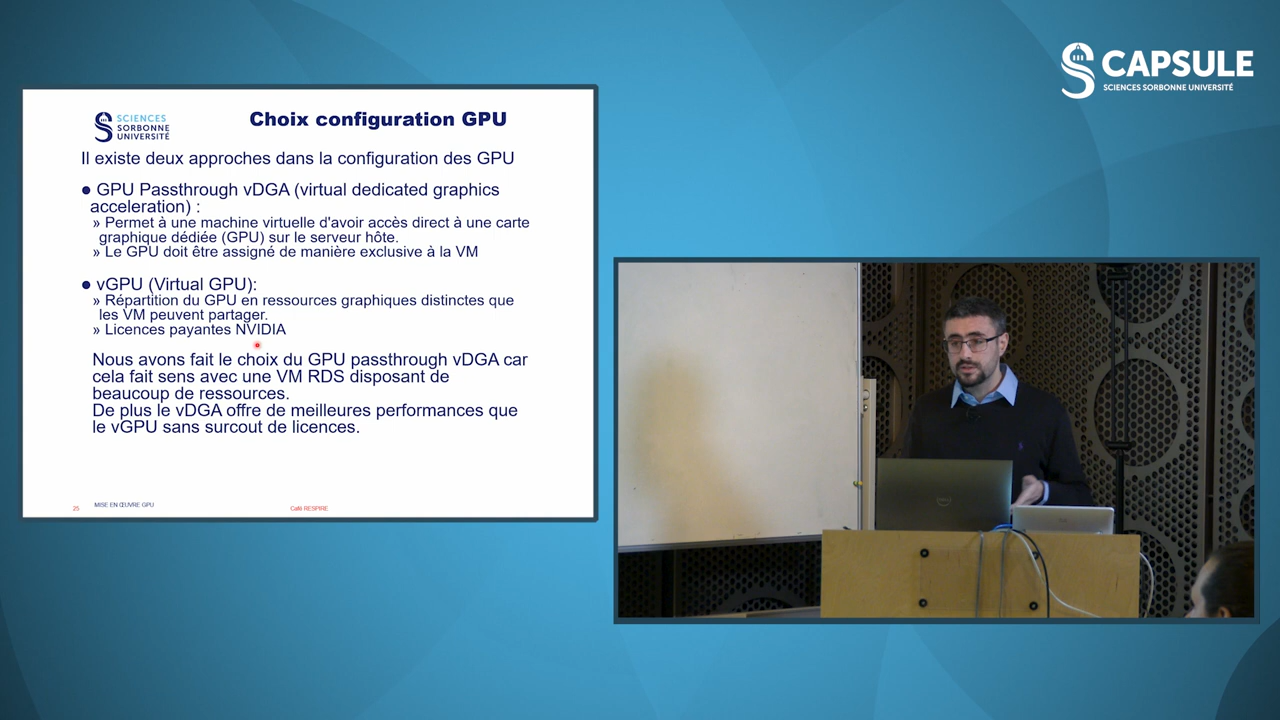 CAPSULE
SCIENCES SORBONNE UNIVERSITÉ
SCIENCES
SORBONNE
UNIVERSITÉ
Choix configuration GPU
Il existe deux approches dans la configuration des GPU
● GPU Passthrough vDGA (virtual dedicated graphics
acceleration) :
» Permet à une machine virtuelle d'avoir accès direct à une carte
graphique dédiée (GPU) sur le serveur hôte.
» Le GPU doit être assigné de manière exclusive à la VM
● vGPU (Virtual GPU):
» Répartition du GPU en ressources graphiques distinctes que
les VM peuvent partager.
» Licences payantes NVIDIA
Nous avons fait le choix du GPU passthrough vDGA car
cela fait sens avec une VM RDS disposant de
beaucoup de ressources.
De plus le vDGA offre de meilleures performances que
le vGPU sans surcout de licences.
25 MISE EN ŒUVRE GPU Café RESPIRE
DELL